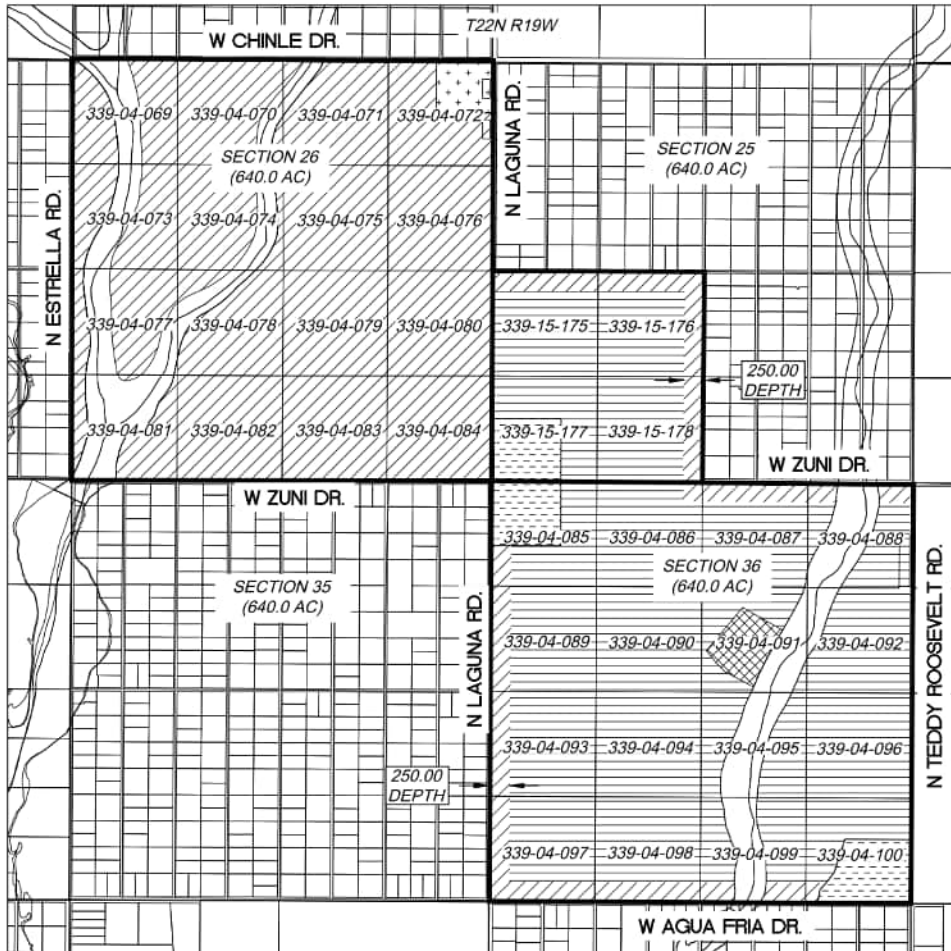 T22N R19W
W CHINLE DR.
N LAGUNA RD.
339-04-069
339-04-070
339-04-071
339-04-072
SECTION 26
(640.0 AC)
SECTION 25
(640.0 AC)
N ESTRELLA RD.
339-04-073
339-04-074
339-04-075
339-04-076
339-04-077
339-04-078
339-04-079
339-04-080
339-15-175
339-15-176
250.00
DEPTH
339-04-081
339-04-082
339-04-083
339-04-084
339-15-177
339-15-178
W ZUNI DR.
W ZUNI DR.
339-04-085
339-04-086
339-04-087
339-04-088
SECTION 35
(640.0 AC)
SECTION 36
(640.0 AC)
N LAGUNA RD.
N TEDDY ROOSEVELT RD.
339-04-089
339-04-090
339-04-091
339-04-092
339-04-093
339-04-094
339-04-095
339-04-096
250.00
DEPTH
339-04-097
339-04-098
339-04-099
339-04-100
W AGUA FRIA DR.